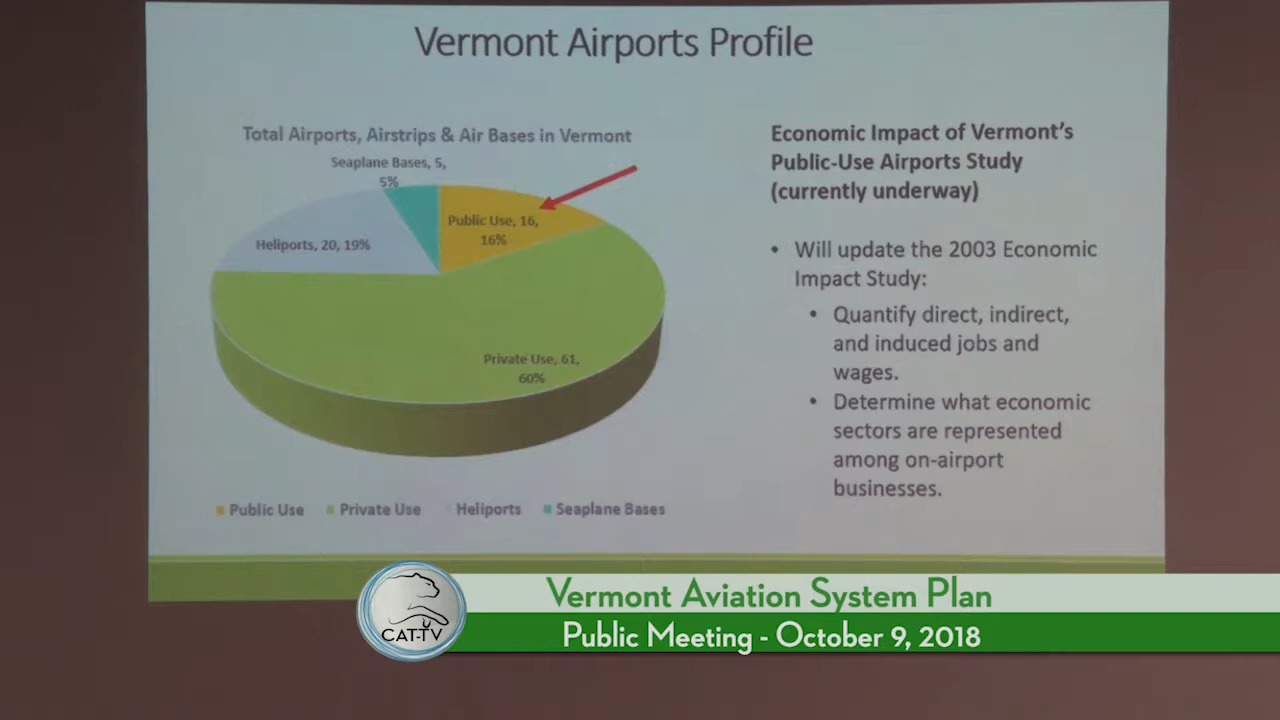 Vermont Airports Profile
Total Airports, Airstrips & Air Bases in Vermont
Seaplane Bases, 5,
5%
Public Use, 16,
16%
Heliports, 20, 19%
Private Use, 61,
60%
Public Use
Private Use
Heliports
Seaplane Bases
Economic Impact of Vermont's
Public-Use Airports Study
(currently underway)
• Will update the 2003 Economic
Impact Study:
• Quantify direct, indirect,
and induced jobs and
wages.
• Determine what economic
sectors are represented
among on-airport
businesses.
CAT-TV
Vermont Aviation System Plan
Public Meeting - October 9, 2018